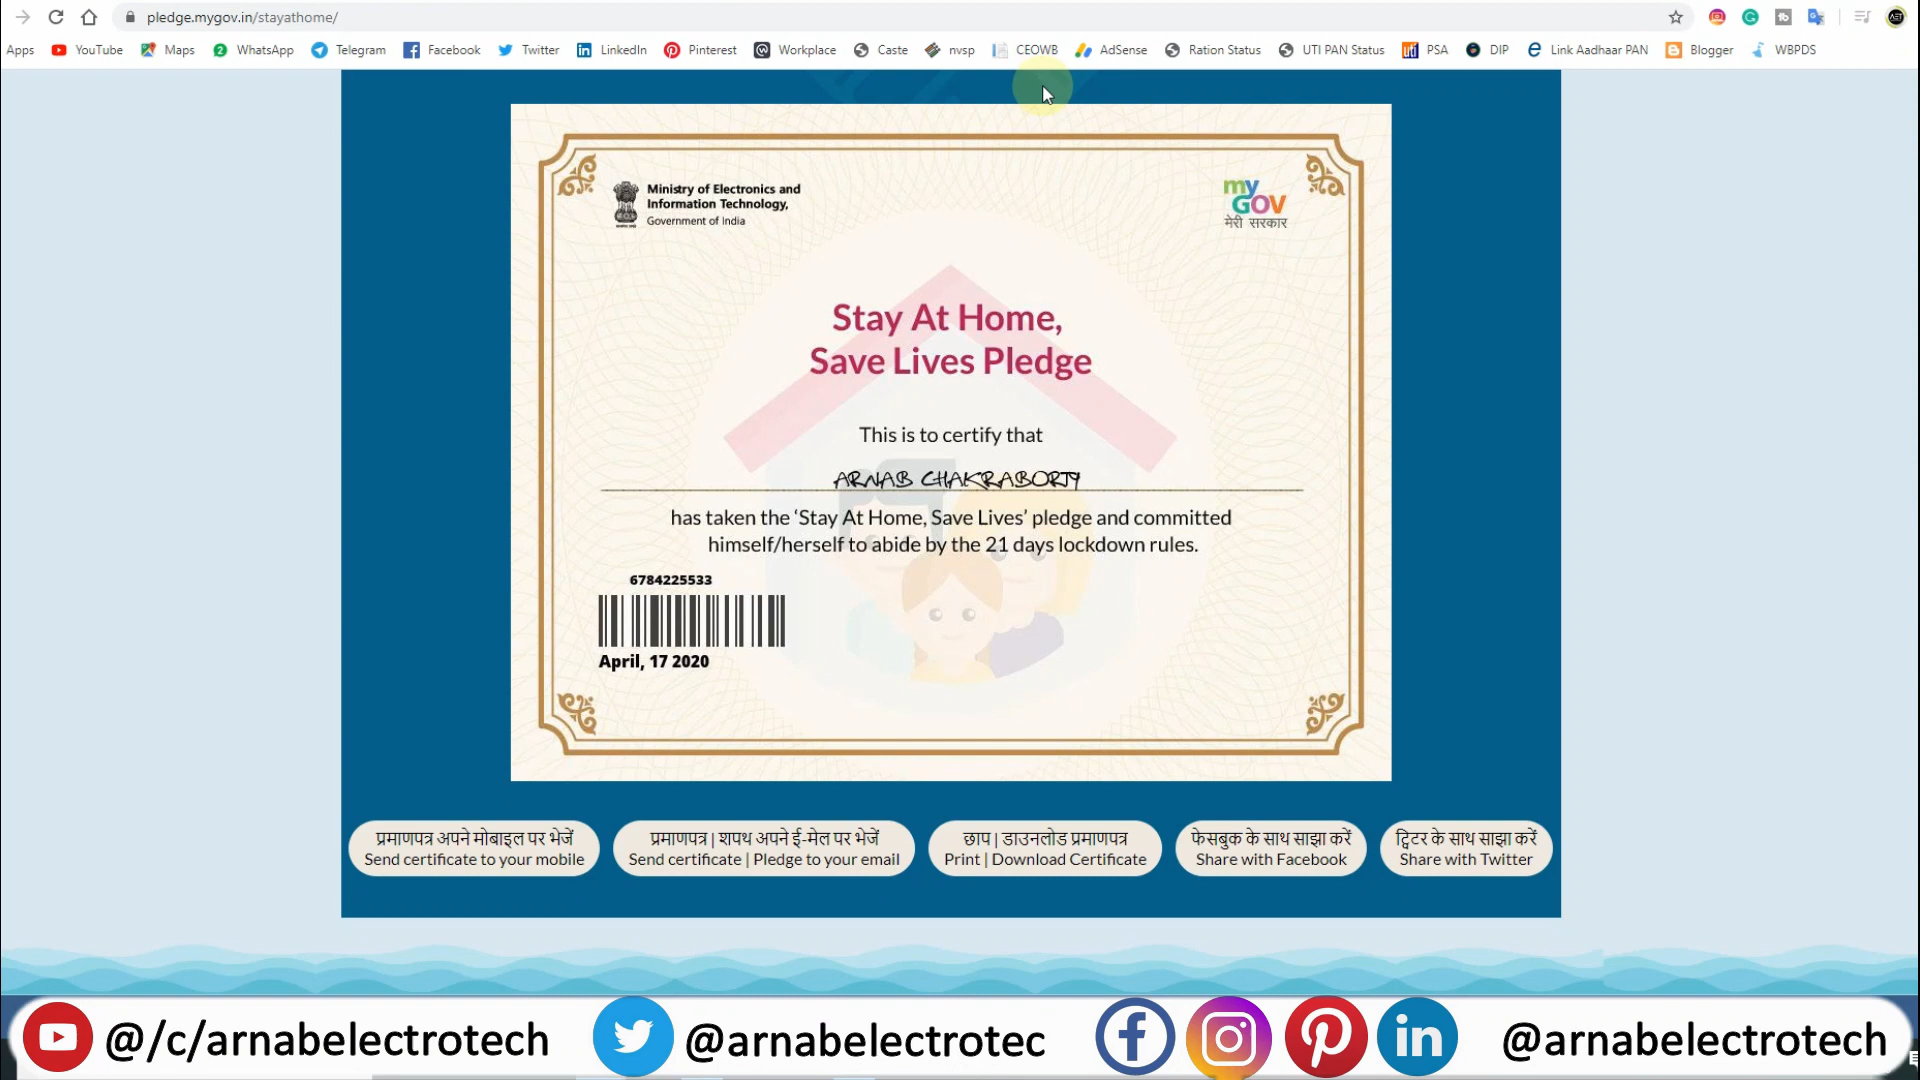 pledge.mygov.in/stayathome/
Apps YouTube Maps WhatsApp Telegram Facebook Twitter LinkedIn Pinterest Workplace Caste nvsp CEOWB AdSense Ration Status UTI PAN Status PSA DIP Link Aadhaar PAN Blogger WBPDS
Ministry of Electronics and
Information Technology,
Government of India
my
GOV
मेरी सरकार
Stay At Home,
Save Lives Pledge
This is to certify that
ARNAB CHAKRABORTY
has taken the ‘Stay At Home, Save Lives’ pledge and committed
himself/herself to abide by the 21 days lockdown rules.
6784225533
April, 17 2020
प्रमाणपत्र अपने मोबाइल पर भेजें
Send certificate to your mobile
प्रमाणपत्र | शपथ अपने ई-मेल पर भेजें
Send certificate | Pledge to your email
छाप | डाउनलोड प्रमाणपत्र
Print | Download Certificate
फेसबुक के साथ साझा करें
Share with Facebook
ट्विटर के साथ साझा करें
Share with Twitter
@/c/arnabelectrotech @arnabelectrotec @arnabelectrotech